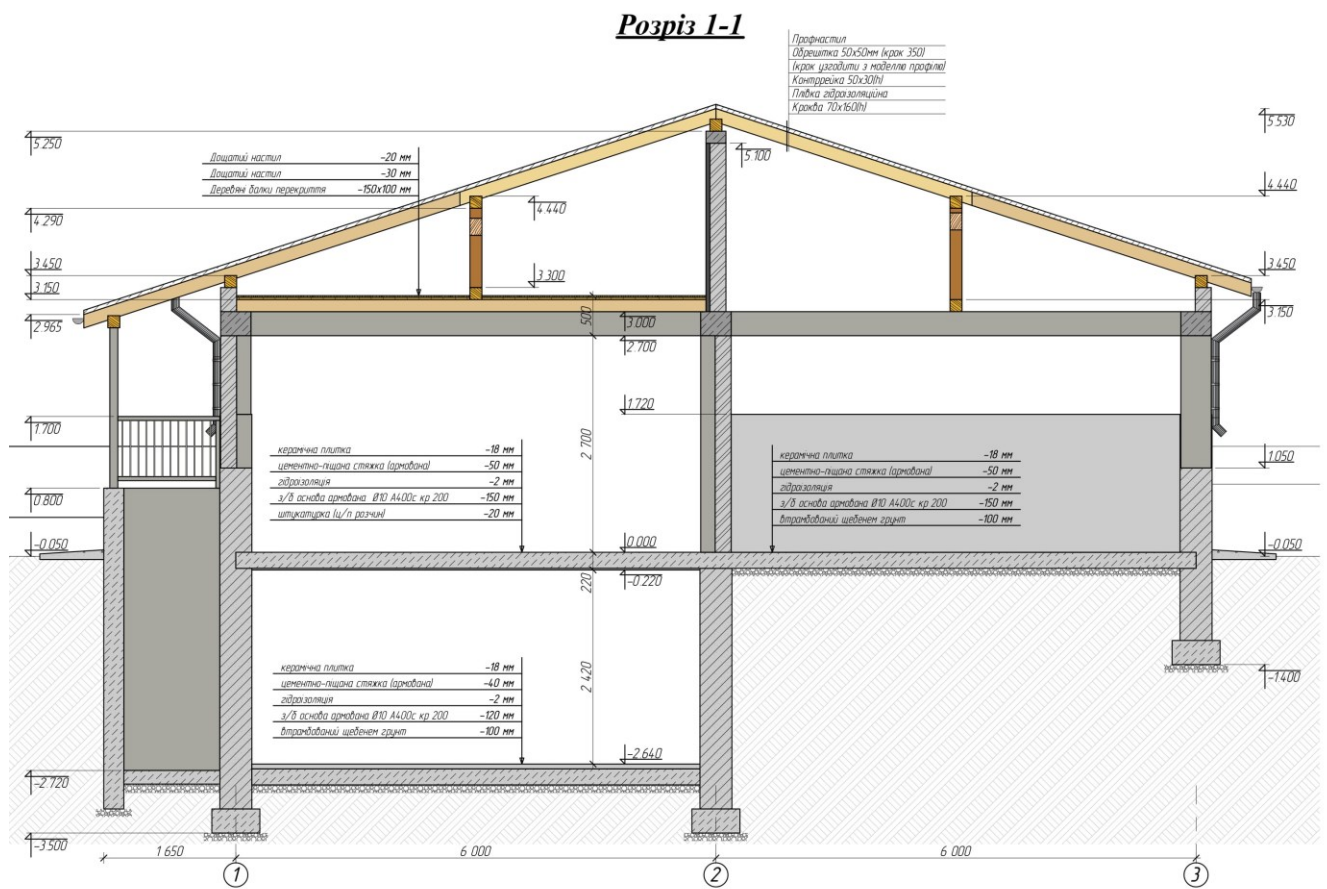 Розріз 1-1
Профнастил
Обрешітка 50х50мм (крок 350)
(крок узгодити з моделлю профілю)
Контррейка 50х30(h)
Плівка гідроізоляційна
Кроква 70х160(h)
5.250
5.530
5.100
Дощатий настил -20 мм
Дощатий настил -30 мм
Деревяні балки перекриття -150х100 мм
4.440
4.440
4.290
3.450
3.450
3.300
3.150
3.150
2.965
500
3.000
2.700
1.720
1.700
2 700
керамічна плитка -18 мм
цементно-піщана стяжка (армована) -50 мм
гідроізоляція -2 мм
з/б основа армована Ø10 А400с кр 200 -150 мм
штукатурка (ц/п розчин) -20 мм
керамічна плитка -18 мм
цементно-піщана стяжка (армована) -50 мм
гідроізоляція -2 мм
з/б основа армована Ø10 А400с кр 200 -150 мм
втрамбований щебенем грунт -100 мм
1.050
0.800
-0.050
0.000
-0.050
220
-0.220
керамічна плитка -18 мм
цементно-піщана стяжка (армована) -40 мм
гідроізоляція -2 мм
з/б основа армована Ø10 А400с кр 200 -120 мм
втрамбований щебенем грунт -100 мм
2 420
-1.400
-2.640
-2.720
-3.500
1 650
6 000
6 000
1
2
3